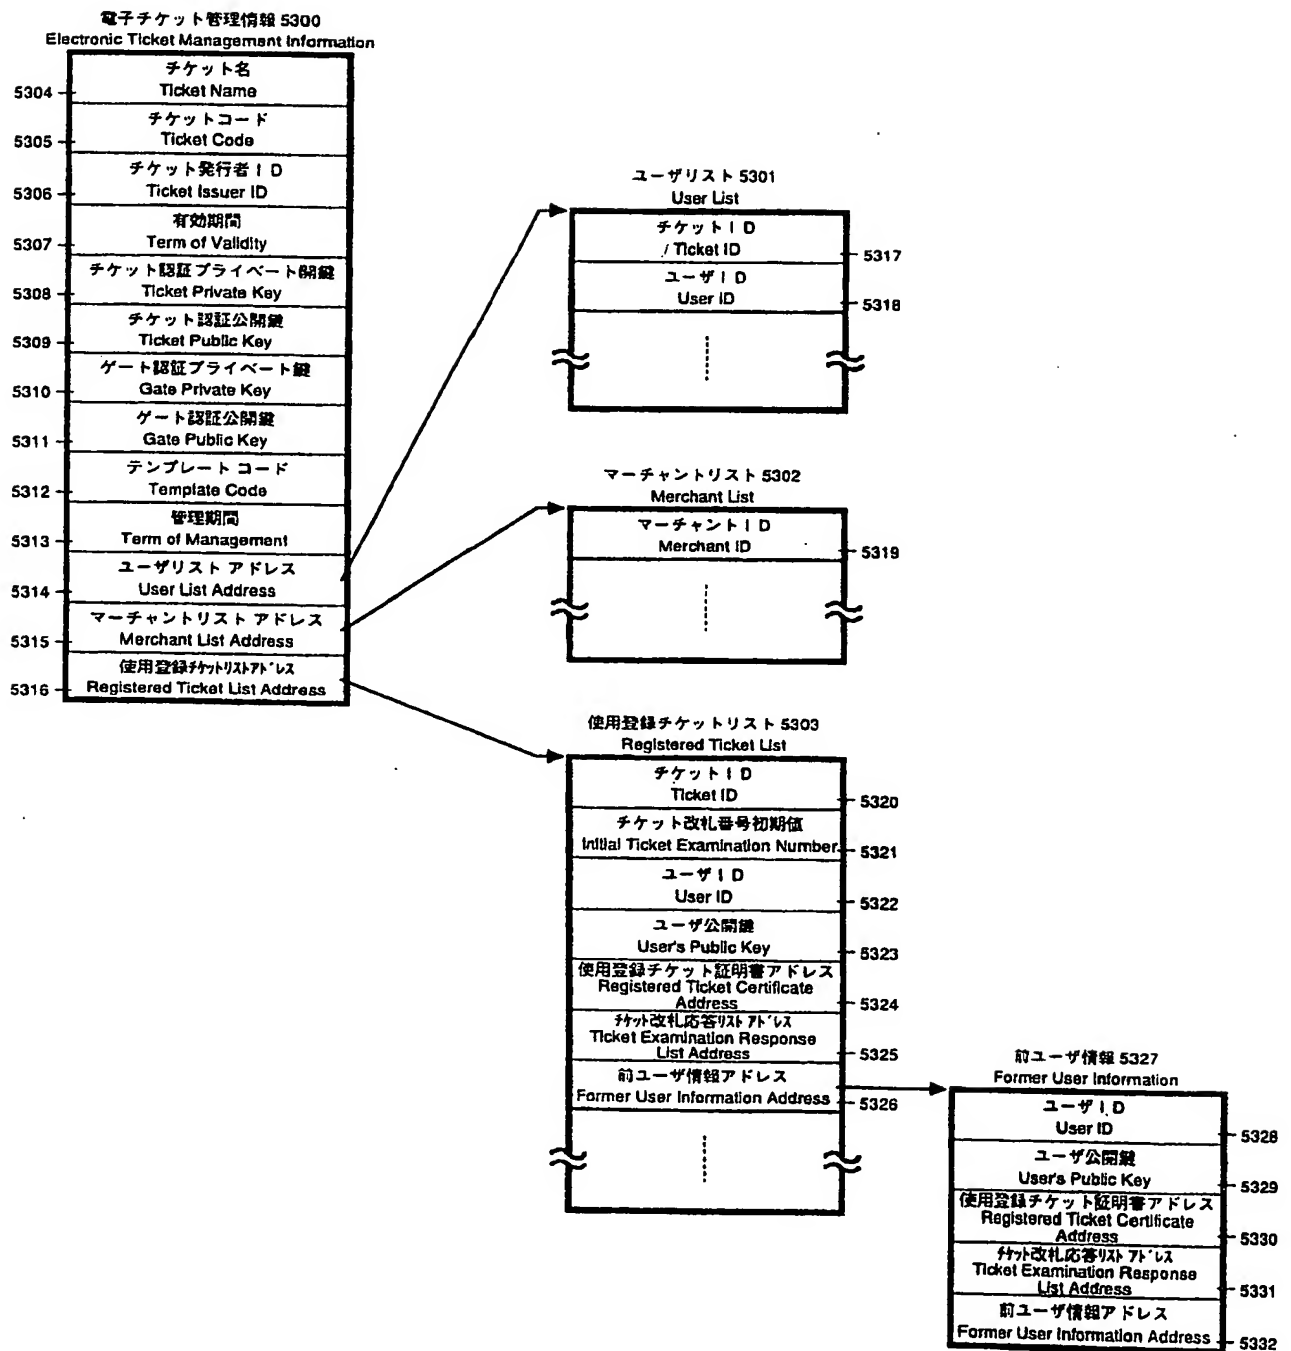 電子チケット管理情報 5300
Electronic Ticket Management Information
チケット名
Ticket Name
5304
チケットコード
Ticket Code
5305
チケット発行者ID
Ticket Issuer ID
5306
有効期間
Term of Validity
5307
チケット認証プライベート開鍵
Ticket Private Key
5308
チケット認証公開鍵
Ticket Public Key
5309
ゲート認証プライベート鍵
Gate Private Key
5310
ゲート認証公開鍵
Gate Public Key
5311
テンプレート コード
Template Code
5312
管理期間
Term of Management
5313
ユーザリスト アドレス
User List Address
5314
マーチャントリスト アドレス
Merchant List Address
5315
使用登録チケットリストアドレス
Registered Ticket List Address
5316
ユーザリスト 5301
User List
チケットID
Ticket ID
5317
ユーザID
User ID
5318
マーチャントリスト 5302
Merchant List
マーチャントID
Merchant ID
5319
使用登録チケットリスト 5303
Registered Ticket List
チケットID
Ticket ID
5320
チケット改札番号初期値
Initial Ticket Examination Number
5321
ユーザID
User ID
5322
ユーザ公開鍵
User's Public Key
5323
使用登録チケット証明書アドレス
Registered Ticket Certificate
Address
5324
チケット改札応答リスト アドレス
Ticket Examination Response
List Address
5325
前ユーザ情報アドレス
Former User Information Address
5326
前ユーザ情報 5327
Former User Information
ユーザID
User ID
5328
ユーザ公開鍵
User's Public Key
5329
使用登録チケット証明書アドレス
Registered Ticket Certificate
Address
5330
チケット改札応答リスト アドレス
Ticket Examination Response
List Address
5331
前ユーザ情報アドレス
Former User Information Address
5332